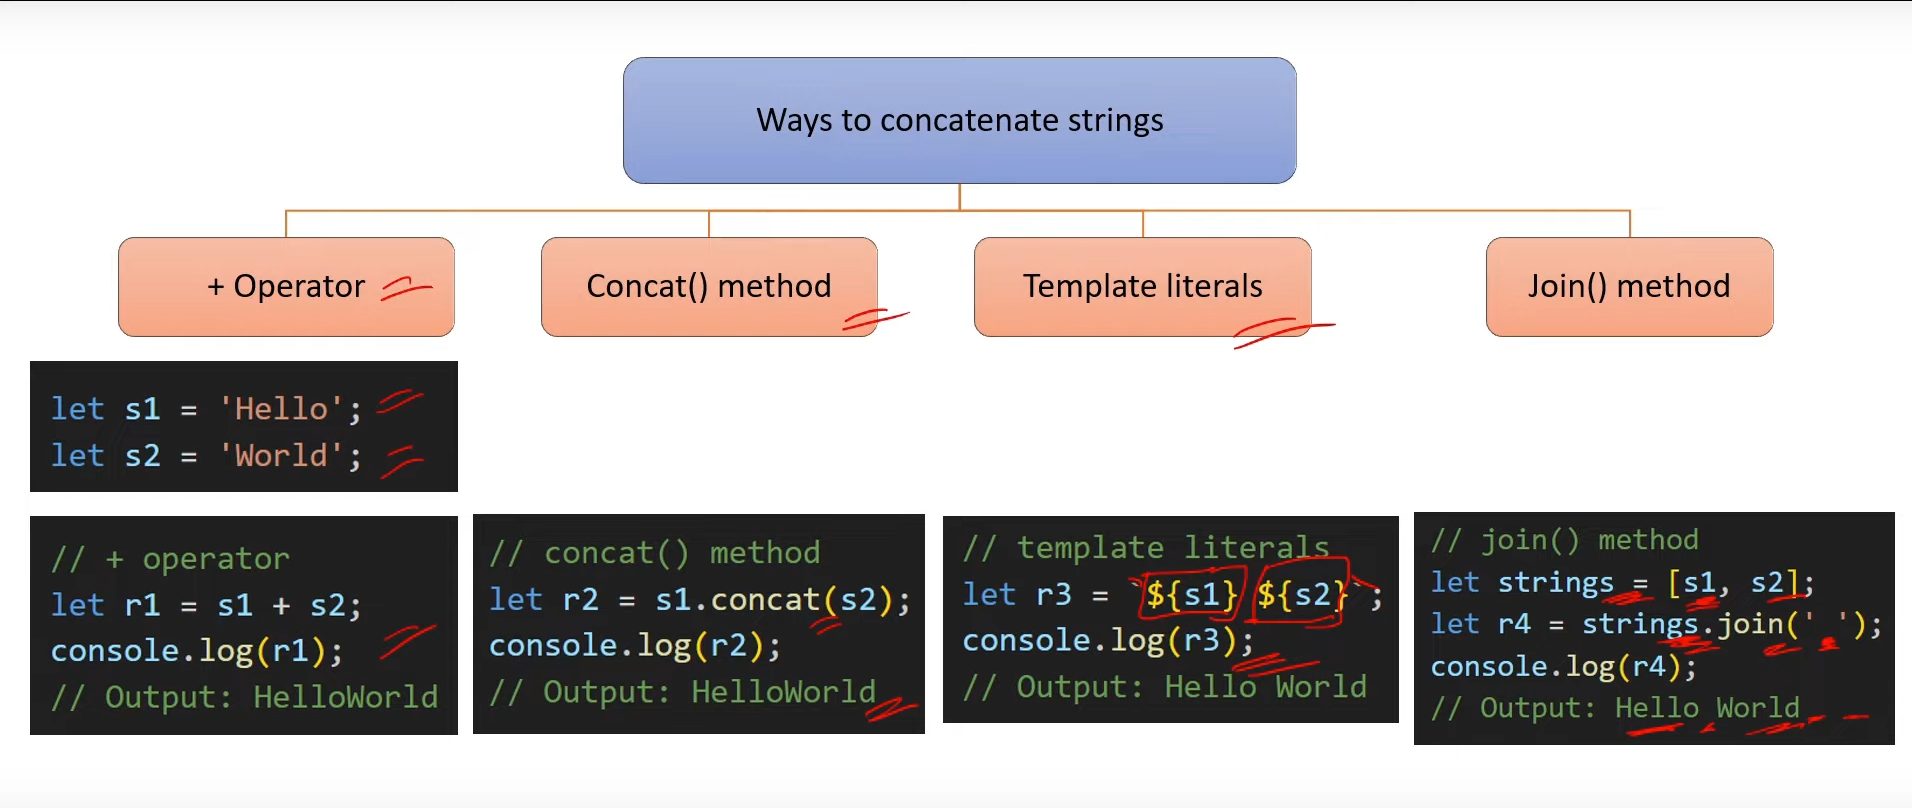 Ways to concatenate strings
+ Operator
Concat() method
Template literals
Join() method
let s1 = 'Hello';
let s2 = 'World';
// + operator
let r1 = s1 + s2;
console.log(r1);
// Output: HelloWorld
// concat() method
let r2 = s1.concat(s2);
console.log(r2);
// Output: HelloWorld
// template literals
let r3 = `${s1} ${s2}`;
console.log(r3);
// Output: Hello World
// join() method
let strings = [s1, s2];
let r4 = strings.join(' ');
console.log(r4);
// Output: Hello World